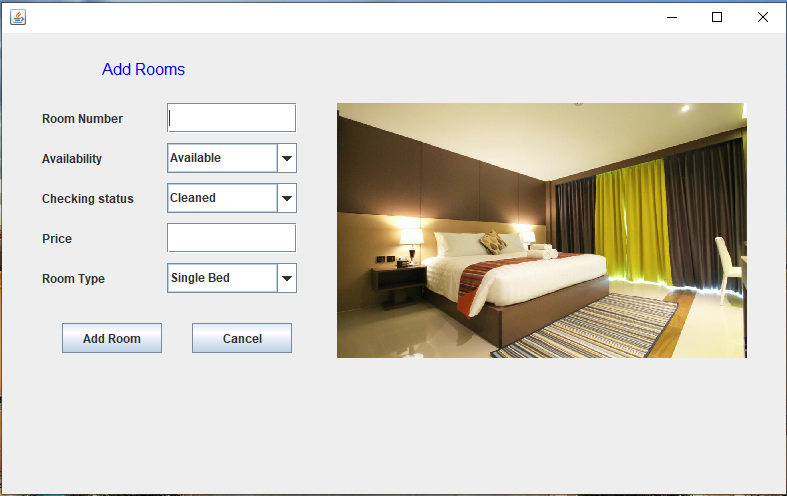 Add Rooms
Room Number
Availability Available
Checking status Cleaned
Price
Room Type Single Bed
Add Room Cancel